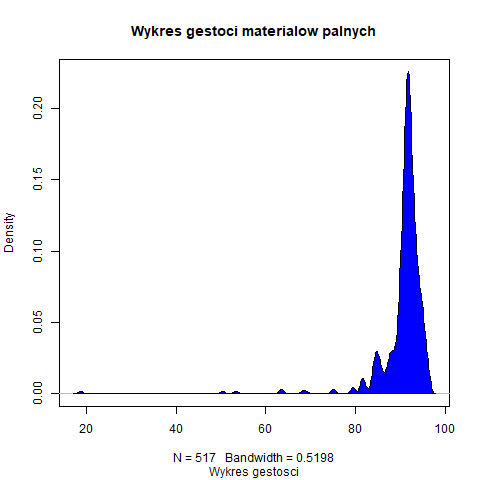 Wykres gestoci materialow palnych
Density
0.20
0.15
0.10
0.05
0.00
20 40 60 80 100
N = 517 Bandwidth = 0.5198
Wykres gestosci